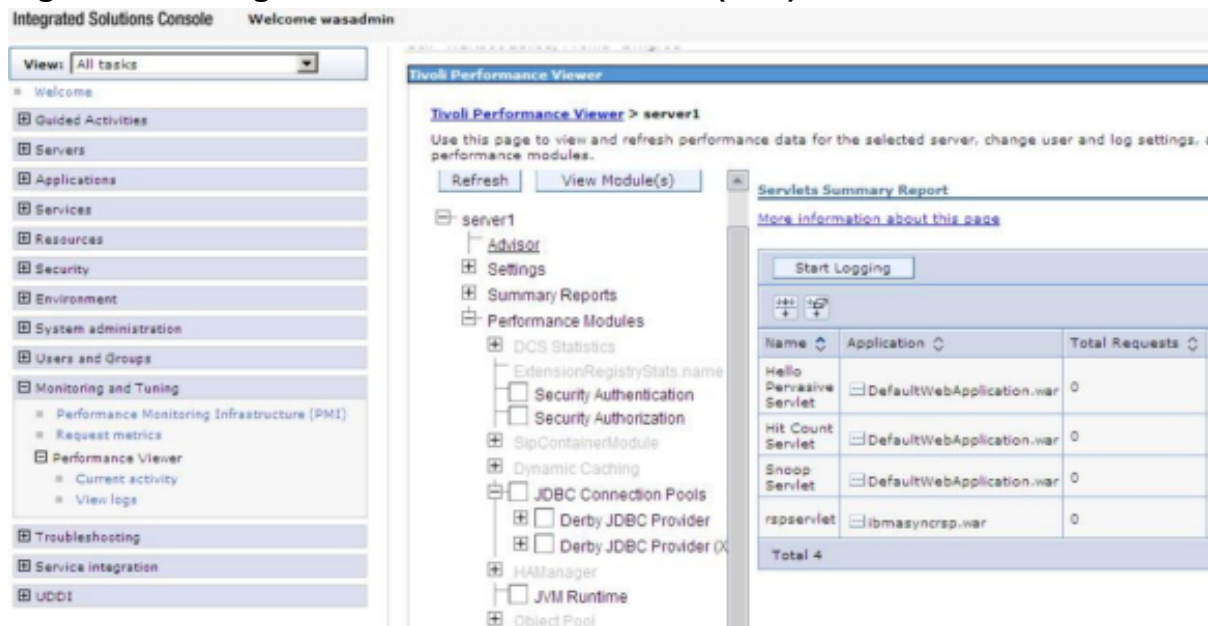 Integrated Solutions Console Welcome wasadmin
View: All tasks
Welcome
Guided Activities
Servers
Applications
Services
Resources
Security
Environment
System administration
Users and Groups
Monitoring and Tuning
Performance Monitoring Infrastructure (PMI)
Request metrics
Performance Viewer
Current activity
View logs
Troubleshooting
Service integration
UDDI
Tivoli Performance Viewer
Tivoli Performance Viewer > server1
Use this page to view and refresh performance data for the selected server, change user and log settings,
performance modules.
Refresh View Module(s)
server1
Advisor
Settings
Summary Reports
Performance Modules
DCS Statistics
ExtensionRegistryStats.name
Security Authentication
Security Authorization
SipContainerModule
Dynamic Caching
JDBC Connection Pools
Derby JDBC Provider
Derby JDBC Provider (X
HAManager
JVM Runtime
Object Pool
Servlets Summary Report
More information about this page
Start Logging
Name Application Total Requests
Hello
Pervasive
Servlet DefaultWebApplication.war 0
Hit Count
Servlet DefaultWebApplication.war 0
Snoop
Servlet DefaultWebApplication.war 0
rspservlet ibmasyncrsp.war 0
Total 4